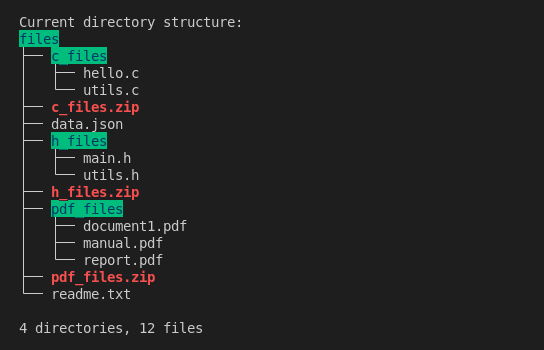 Current directory structure:
files
├── c_files
│   ├── hello.c
│   └── utils.c
├── c_files.zip
├── data.json
├── h_files
│   ├── main.h
│   └── utils.h
├── h_files.zip
├── pdf_files
│   ├── document1.pdf
│   ├── manual.pdf
│   └── report.pdf
├── pdf_files.zip
└── readme.txt

4 directories, 12 files